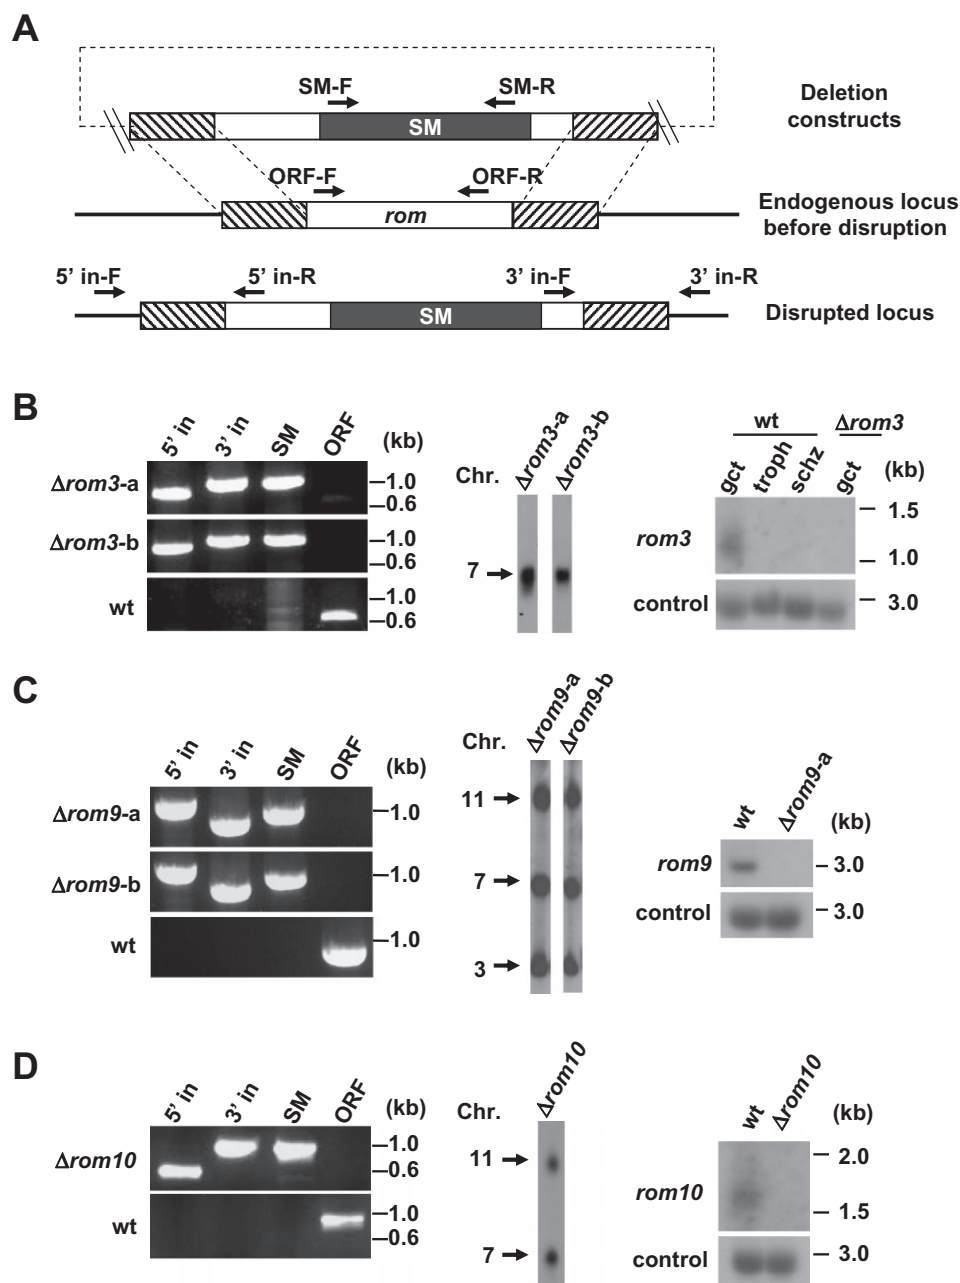 A
SM-F
SM-R
SM
Deletion
constructs
ORF-F
ORF-R
rom
Endogenous locus
before disruption
5’ in-F
5’ in-R
3’ in-F
3’ in-R
SM
Disrupted locus
B
5’ in
3’ in
SM
ORF
(kb)
Δrom3-a
1.0
0.6
Δrom3-b
1.0
0.6
wt
1.0
0.6
Chr.
Δrom3-a
Δrom3-b
7
wt
Δrom3
gct
troph
schz
gct
(kb)
rom3
1.5
1.0
control
3.0
C
5’ in
3’ in
SM
ORF
(kb)
Δrom9-a
1.0
Δrom9-b
1.0
wt
1.0
Chr.
Δrom9-a
Δrom9-b
11
7
3
wt
Δrom9-a
(kb)
rom9
3.0
control
3.0
D
5’ in
3’ in
SM
ORF
(kb)
Δrom10
1.0
0.6
wt
1.0
0.6
Chr.
Δrom10
11
7
wt
Δrom10
(kb)
rom10
2.0
1.5
control
3.0